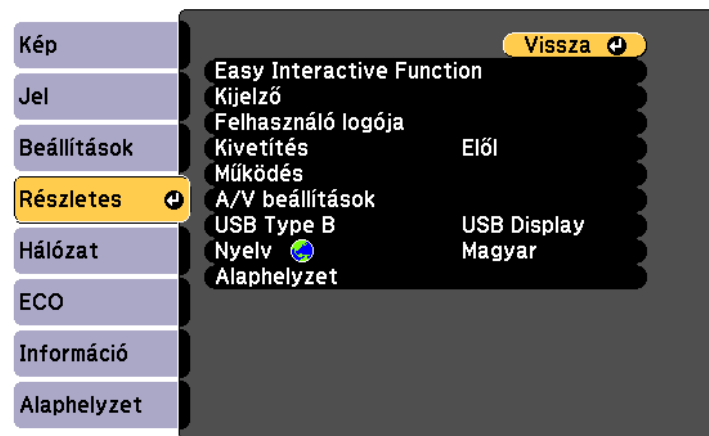 Kép
Jel
Beállítások
Részletes
Hálózat
ECO
Információ
Alaphelyzet
Vissza
Easy Interactive Function
Kijelző
Felhasználó logója
Kivetítés Elől
Működés
A/V beállítások
USB Type B USB Display
Nyelv Magyar
Alaphelyzet